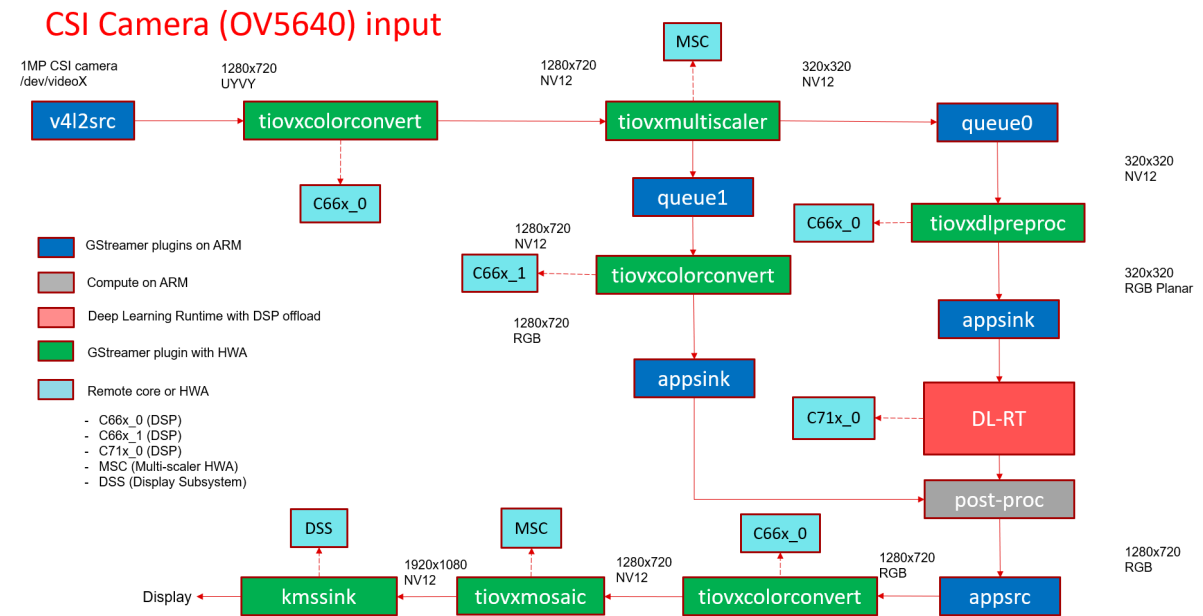 CSI Camera (OV5640) input
1MP CSI camera
/dev/videoX
1280x720
UYVY
1280x720
NV12
MSC
320x320
NV12
v4l2src
tiovxcolorconvert
tiovxmultiscaler
queue0
320x320
NV12
C66x_0
queue1
C66x_0
tiovxdlpreproc
1280x720
NV12
C66x_1
tiovxcolorconvert
320x320
RGB Planar
1280x720
RGB
appsink
appsink
GStreamer plugins on ARM
Compute on ARM
Deep Learning Runtime with DSP offload
GStreamer plugin with HWA
Remote core or HWA
- C66x_0 (DSP)
- C66x_1 (DSP)
- C71x_0 (DSP)
- MSC (Multi-scaler HWA)
- DSS (Display Subsystem)
C71x_0
DL-RT
post-proc
DSS
MSC
C66x_0
1920x1080
NV12
1280x720
NV12
1280x720
RGB
1280x720
RGB
Display
kmssink
tiovxmosaic
tiovxcolorconvert
appsrc